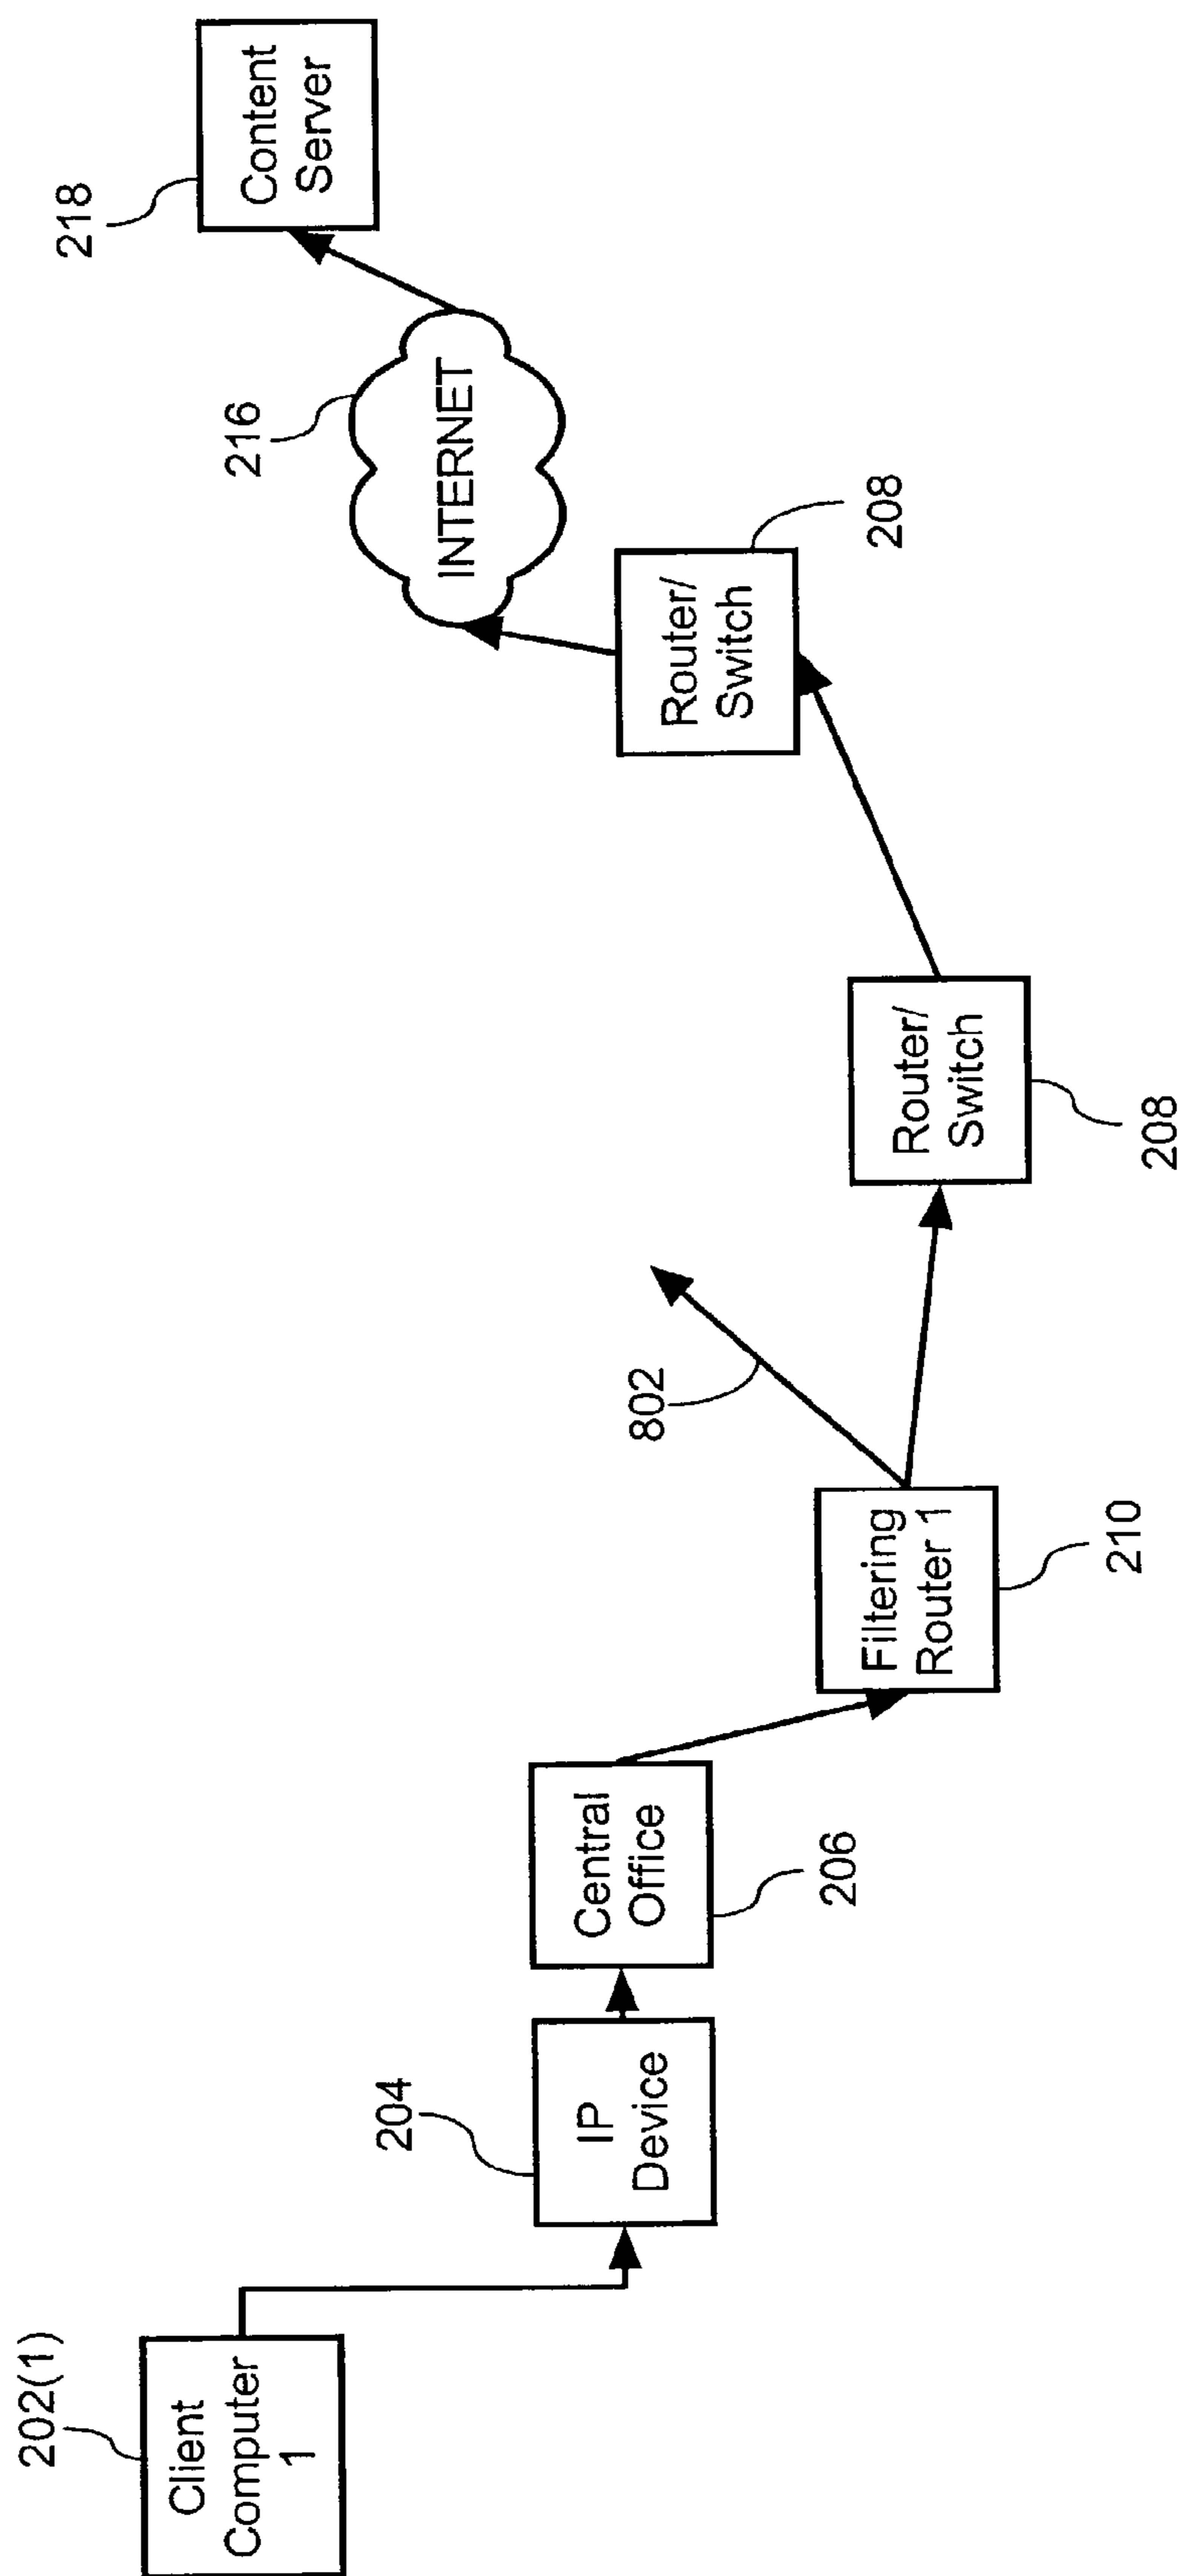 202(1)
Client
Computer
1
204
IP
Device
Central
Office
206
Filtering
Router 1
210
802
Router/
Switch
208
Router/
Switch
208
216
INTERNET
218
Content
Server